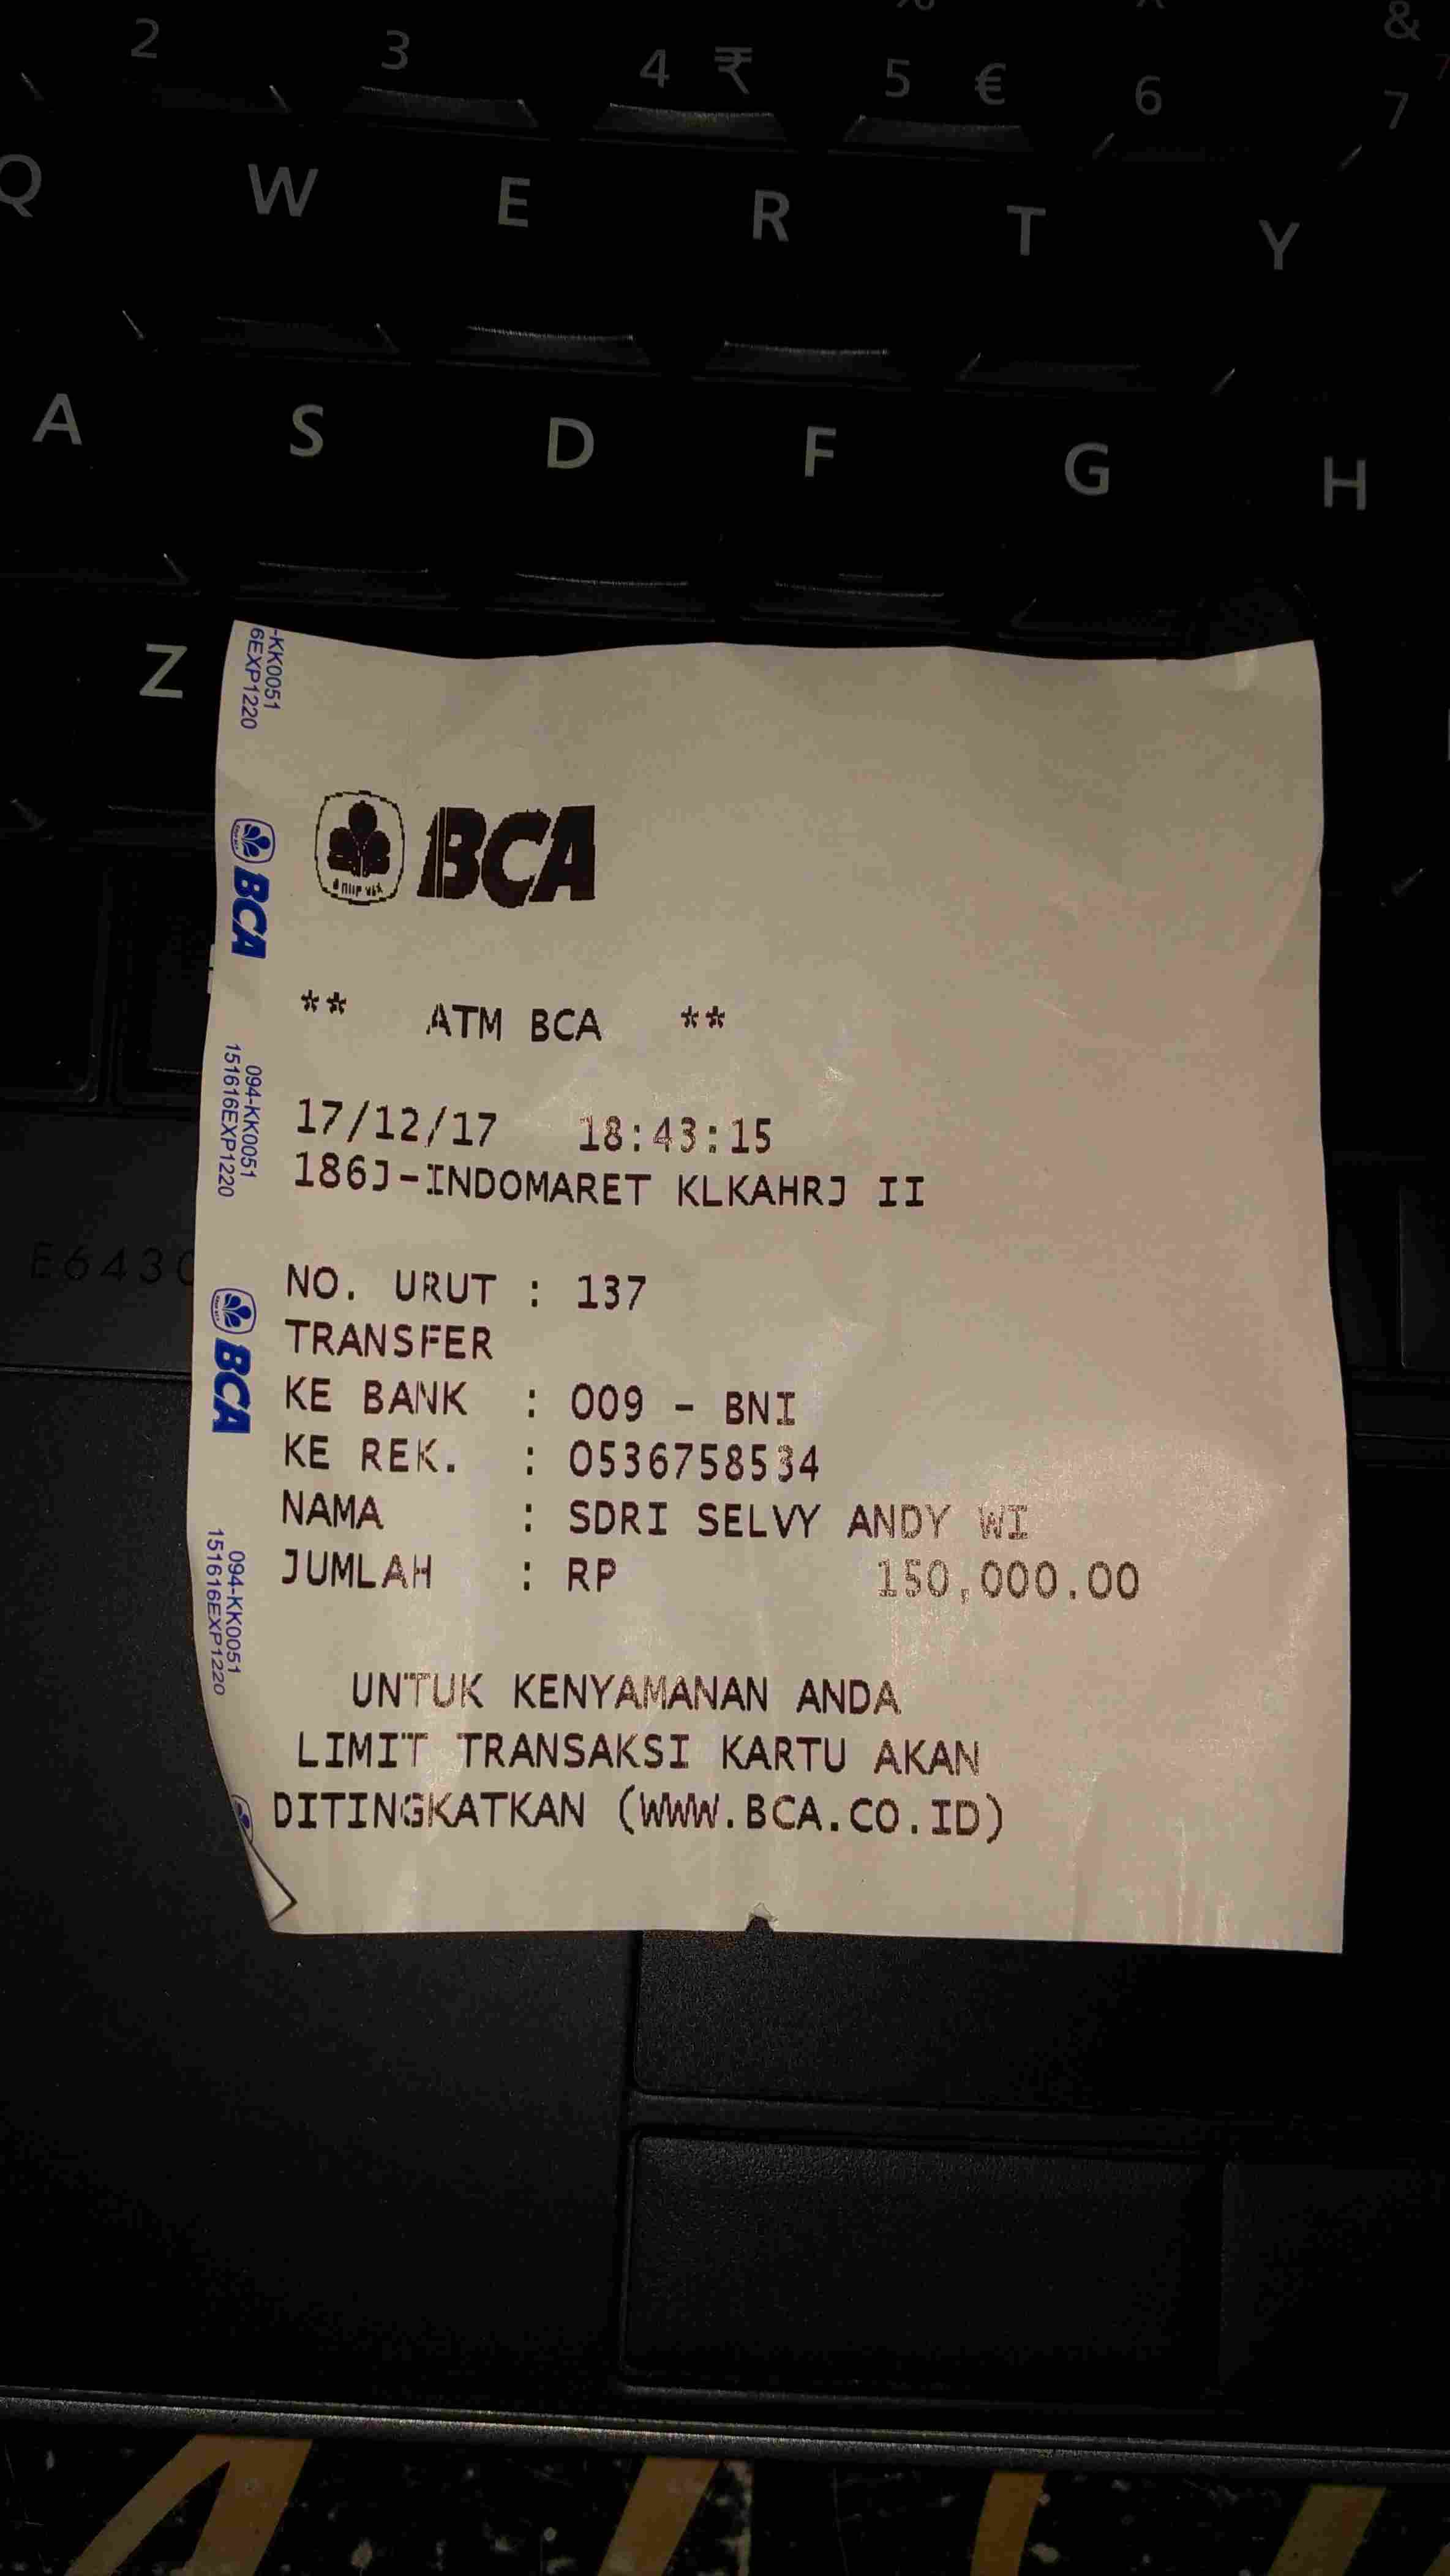 &
2 3 4 ₹ 5 € 6 7
Q W E R T Y
A S D F G H
Z
-KK0051
6EXP1220
BCA
094-KK0051
151616EXP1220
BCA
094-KK0051
151616EXP1220
E6430
BCA
** ATM BCA **
17/12/17 18:43:15
186J-INDOMARET KLKAHRJ II
NO. URUT : 137
TRANSFER
KE BANK : 009 - BNI
KE REK. : 0536758534
NAMA : SDRI SELVY ANDY WI
JUMLAH : RP 150,000.00
UNTUK KENYAMANAN ANDA
LIMIT TRANSAKSI KARTU AKAN
DITINGKATKAN (WWW.BCA.CO.ID)